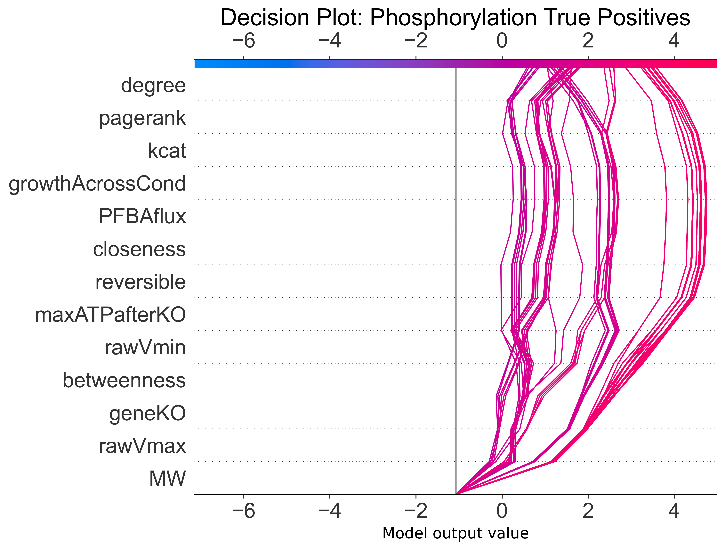 Decision Plot: Phosphorylation True Positives
−6 −4 −2 0 2 4
degree
pagerank
kcat
growthAcrossCond
PFBAflux
closeness
reversible
maxATPafterKO
rawVmin
betweenness
geneKO
rawVmax
MW
−6 −4 −2 0 2 4
Model output value